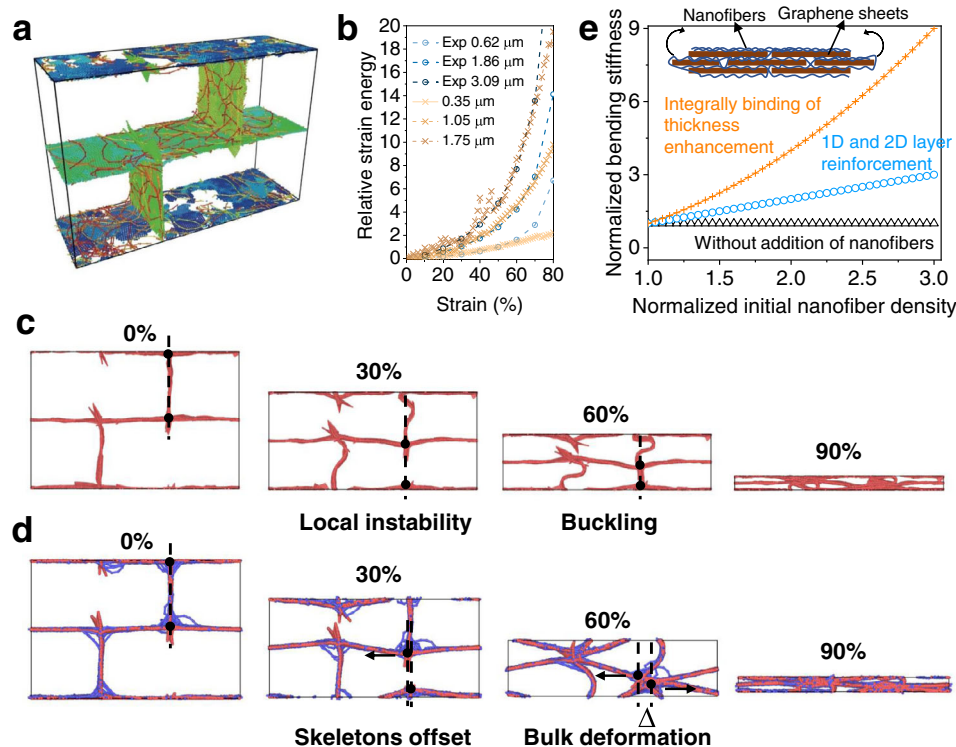 a
b
Relative strain energy
20
18
16
14
12
10
8
6
4
2
0
Exp 0.62 μm
Exp 1.86 μm
Exp 3.09 μm
0.35 μm
1.05 μm
1.75 μm
0 20 40 60 80
Strain (%)
e
Normalized bending stiffness
9
6
3
0
Nanofibers
Graphene sheets
Integrally binding of
thickness
enhancement
1D and 2D layer
reinforcement
Without addition of nanofibers
1.0 1.5 2.0 2.5 3.0
Normalized initial nanofiber density
c
0%
30%
60%
90%
Local instability
Buckling
d
0%
30%
60%
90%
Δ
Skeletons offset
Bulk deformation